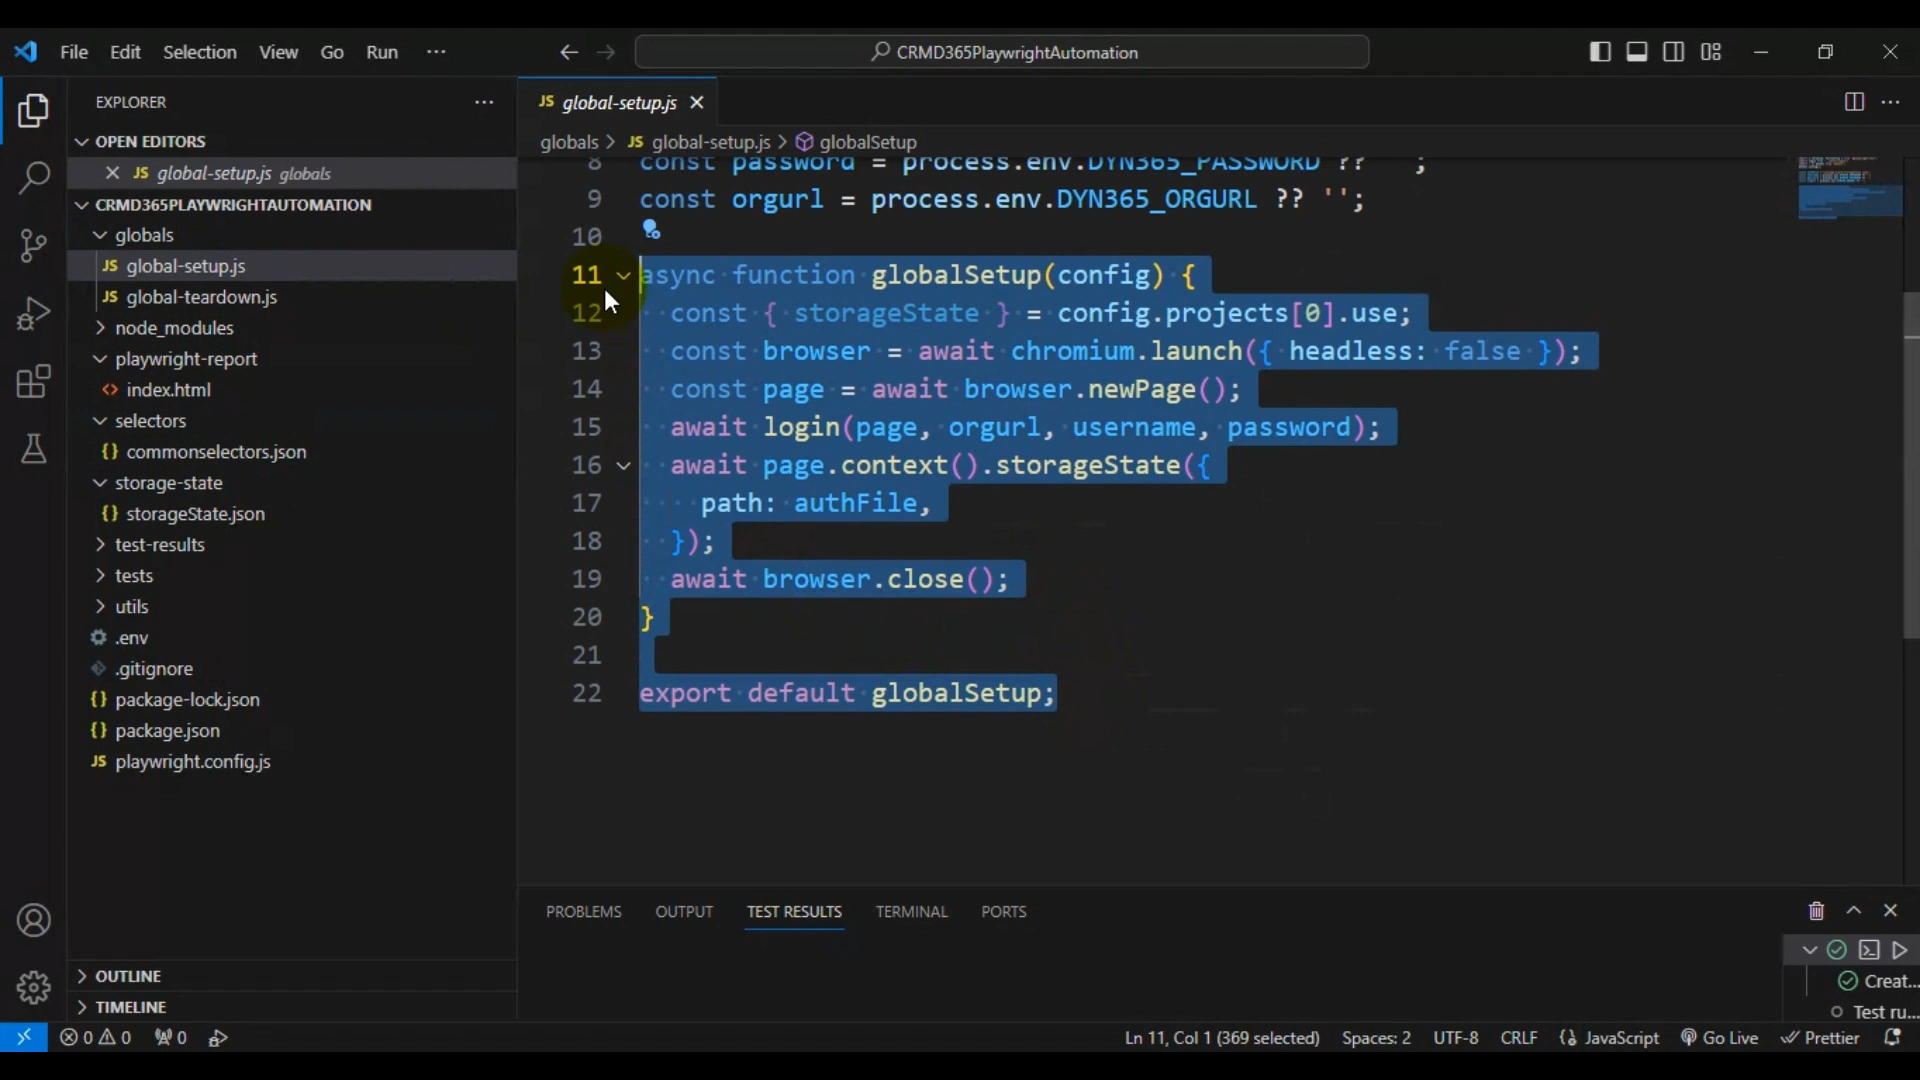 File Edit Selection View Go Run ···
CRMD365PlaywrightAutomation
EXPLORER
OPEN EDITORS
JS global-setup.js globals
CRMD365PLAYWRIGHTAUTOMATION
globals
JS global-setup.js
JS global-teardown.js
node_modules
playwright-report
<> index.html
selectors
{} commonselectors.json
storage-state
{} storageState.json
test-results
tests
utils
.env
.gitignore
{} package-lock.json
{} package.json
JS playwright.config.js
OUTLINE
TIMELINE
JS global-setup.js
globals > JS global-setup.js > globalSetup
8 const password = process.env.DYN365_PASSWORD ?? '';
9 const orgurl = process.env.DYN365_ORGURL ?? '';
10
11 async function globalSetup(config) {
12 const { storageState } = config.projects[0].use;
13 const browser = await chromium.launch({ headless: false });
14 const page = await browser.newPage();
15 await login(page, orgurl, username, password);
16 await page.context().storageState({
17 path: authFile,
18 });
19 await browser.close();
20 }
21
22 export default globalSetup;
PROBLEMS OUTPUT TEST RESULTS TERMINAL PORTS
Creat...
Test ru...
0 0 0
Ln 11, Col 1 (369 selected) Spaces: 2 UTF-8 CRLF JavaScript Go Live Prettier